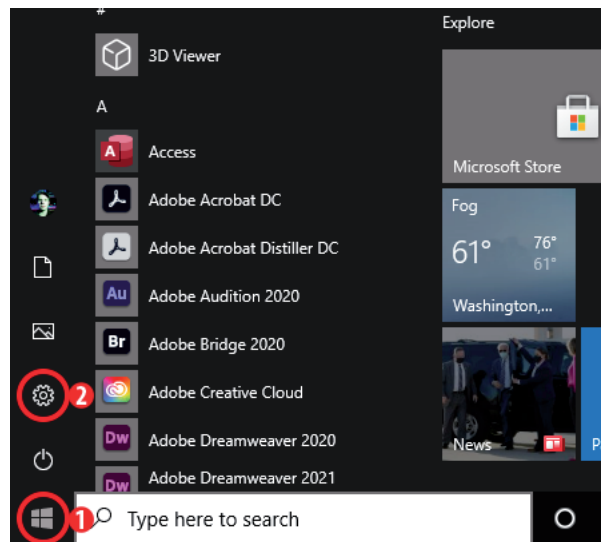 #
Explore
3D Viewer
A
A Access
Microsoft Store
Adobe Acrobat DC
Fog
Adobe Acrobat Distiller DC
61° 76°
61°
Au Adobe Audition 2020
Washington,...
Br Adobe Bridge 2020
2 Adobe Creative Cloud
Dw Adobe Dreamweaver 2020
News P
Dw Adobe Dreamweaver 2021
1 Type here to search